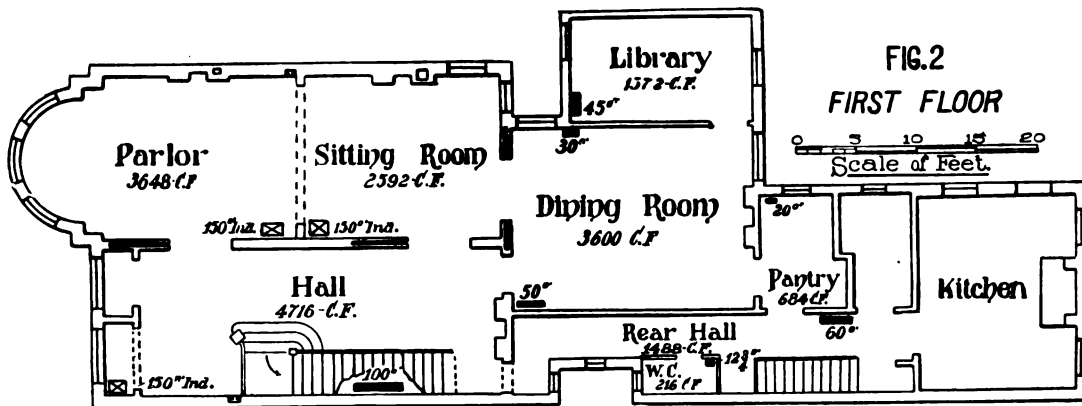 Library
1372-C.F.
45□"
30□"
FIG.2
FIRST FLOOR
0 5 10 15 20
Scale of Feet.
Parlor
3648-C.F
Sitting Room
2592-C.F.
150□" Ind.
150□" Ind.
Dining Room
3600 C.F
20□"
Pantry
684 C.F.
Kitchen
Hall
4716-C.F.
50□"
60□"
Rear Hall
1488-C.F.
12¾□"
W.C.
216 C F
100□"
150□" Ind.